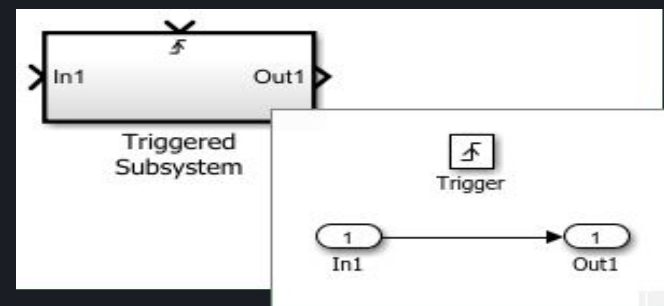 In1 Out1
Triggered
Subsystem
Trigger
1 1
In1 Out1